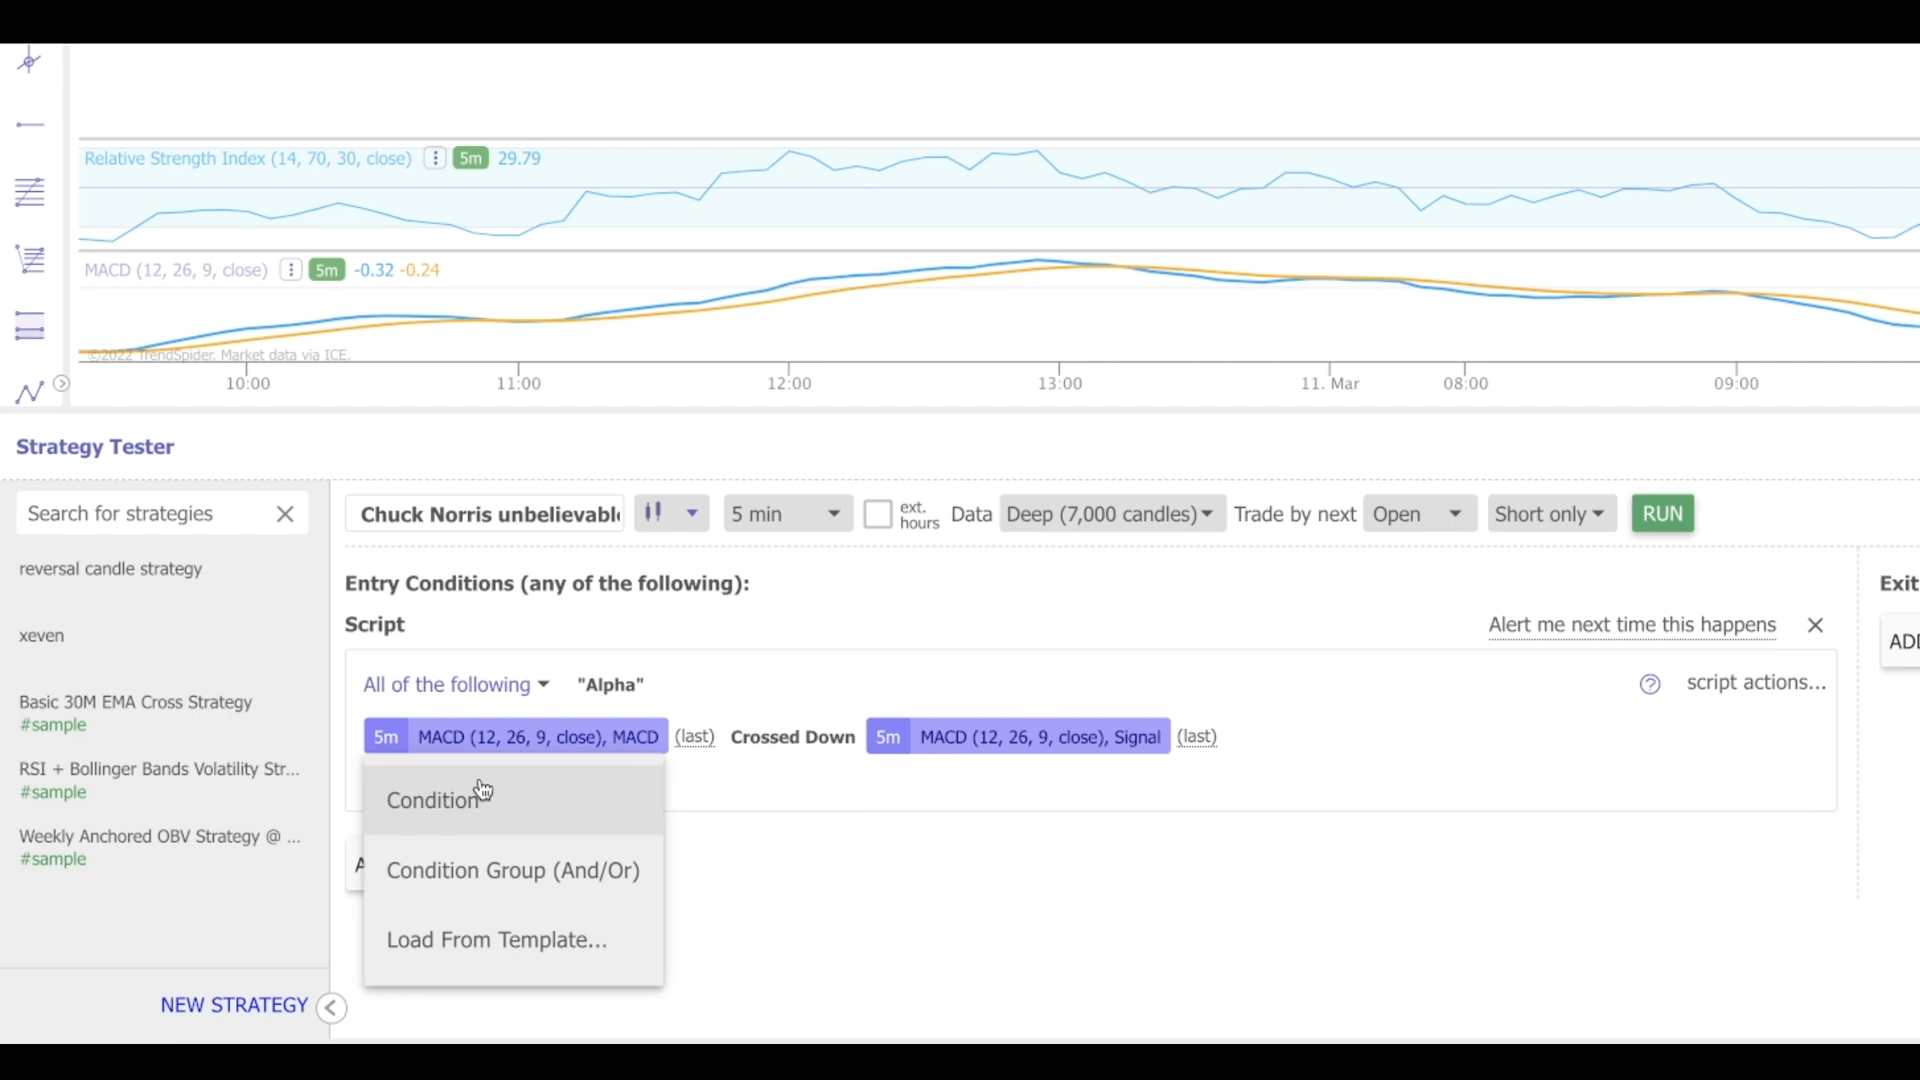 Relative Strength Index (14, 70, 30, close) 5m 29.79
MACD (12, 26, 9, close) 5m -0.32 -0.24
©2022 TrendSpider. Market data via ICE.
10:00 11:00 12:00 13:00 11. Mar 08:00 09:00
Strategy Tester
Search for strategies
reversal candle strategy
xeven
Basic 30M EMA Cross Strategy
#sample
RSI + Bollinger Bands Volatility Str...
#sample
Weekly Anchored OBV Strategy @ ...
#sample
NEW STRATEGY
Chuck Norris unbelievabl 5 min ext. hours Data Deep (7,000 candles) Trade by next Open Short only RUN
Entry Conditions (any of the following):
Script Alert me next time this happens
All of the following "Alpha" script actions...
5m MACD (12, 26, 9, close), MACD (last) Crossed Down 5m MACD (12, 26, 9, close), Signal (last)
Condition
Condition Group (And/Or)
Load From Template...
A
Exit
ADD